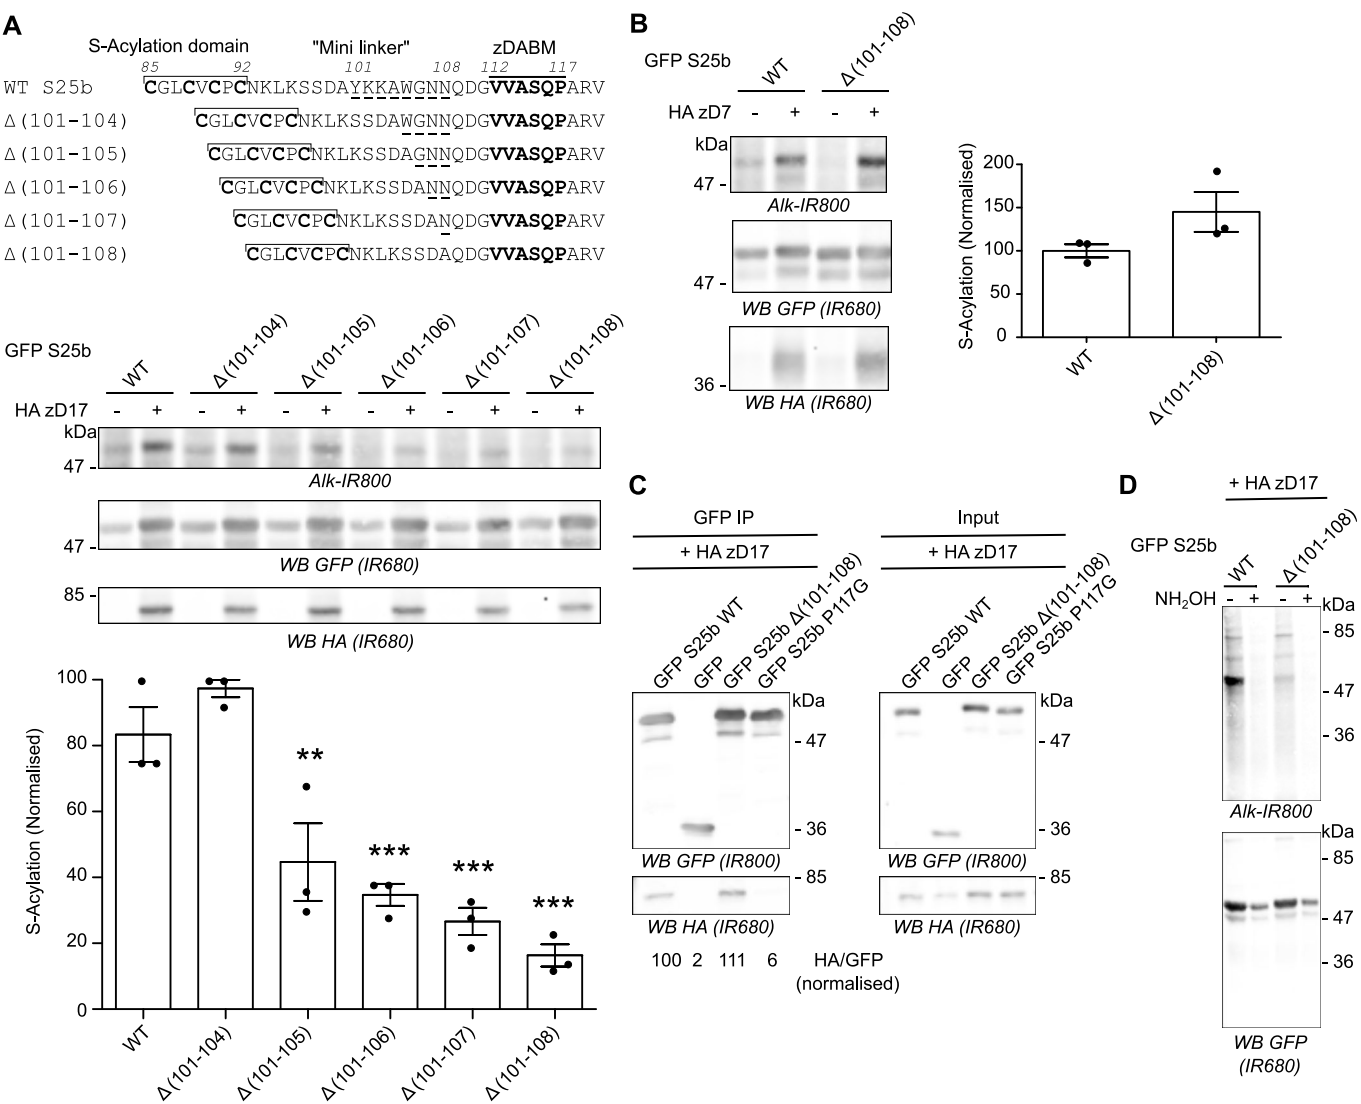 A
S-Acylation domain "Mini linker" zDABM
85 92 101 108 112 117
WT S25b CGLCVCPCNKLKSSDAYKKAWGNNQDGVVASQPARV
Δ(101-104) CGLCVCPCNKLKSSDAWGNNQDGVVASQPARV
Δ(101-105) CGLCVCPCNKLKSSDAGNNQDGVVASQPARV
Δ(101-106) CGLCVCPCNKLKSSDANNQDGVVASQPARV
Δ(101-107) CGLCVCPCNKLKSSDANQDGVVASQPARV
Δ(101-108) CGLCVCPCNKLKSSDAQDGVVASQPARV
GFP S25b
WT Δ(101-104) Δ(101-105) Δ(101-106) Δ(101-107) Δ(101-108)
HA zD17 - + - + - + - + - + - +
kDa
47 -
Alk-IR800
47 -
WB GFP (IR680)
85 -
WB HA (IR680)
S-Acylation (Normalised)
100
80
60
40
20
0
** *** *** ***
WT Δ(101-104) Δ(101-105) Δ(101-106) Δ(101-107) Δ(101-108)
B
GFP S25b
WT Δ(101-108)
HA zD7 - + - +
kDa
47 -
Alk-IR800
47 -
WB GFP (IR680)
36 -
WB HA (IR680)
S-Acylation (Normalised)
200
150
100
50
0
WT Δ(101-108)
C
GFP IP Input
+ HA zD17 + HA zD17
GFP S25b WT GFP GFP S25b Δ(101-108) GFP S25b P117G
GFP S25b WT GFP GFP S25b Δ(101-108) GFP S25b P117G
kDa kDa
- 47 - 47
- 36 - 36
WB GFP (IR800) WB GFP (IR800)
- 85 - 85
WB HA (IR680) WB HA (IR680)
100 2 111 6 HA/GFP
(normalised)
D
+ HA zD17
GFP S25b
WT Δ(101-108)
NH2OH - + - +
kDa
- 85
- 47
- 36
Alk-IR800
kDa
- 85
- 47
- 36
WB GFP
(IR680)